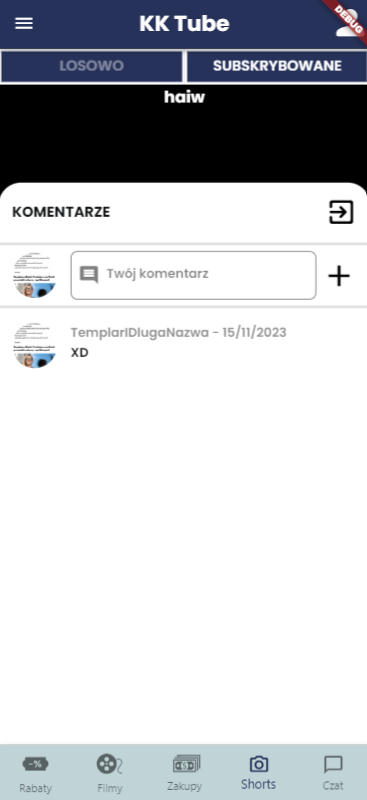 KK Tube
DEBUG
LOSOWO
SUBSKRYBOWANE
haiw
KOMENTARZE
Twój komentarz
TemplarIDlugaNazwa - 15/11/2023
XD
Rabaty
Filmy
Zakupy
Shorts
Czat